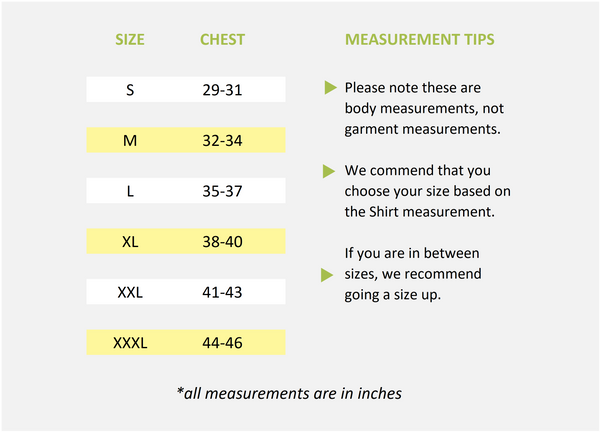 SIZE CHEST MEASUREMENT TIPS
S 29-31
M 32-34
L 35-37
XL 38-40
XXL 41-43
XXXL 44-46
Please note these are
body measurements, not
garment measurements.
We commend that you
choose your size based on
the Shirt measurement.
If you are in between
sizes, we recommend
going a size up.
*all measurements are in inches